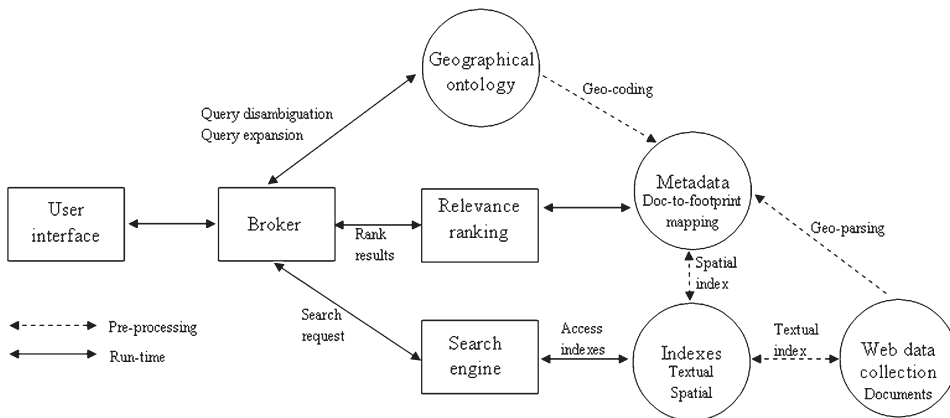 Geographical
ontology
Geo-coding
Query disambiguation
Query expansion
Metadata
Doc-to-footprint
mapping
User
interface
Broker
Relevance
ranking
Rank
results
Geo-parsing
Spatial
index
Search
request
Pre-processing
Run-time
Search
engine
Access
indexes
Indexes
Textual
Spatial
Textual
index
Web data
collection
Documents